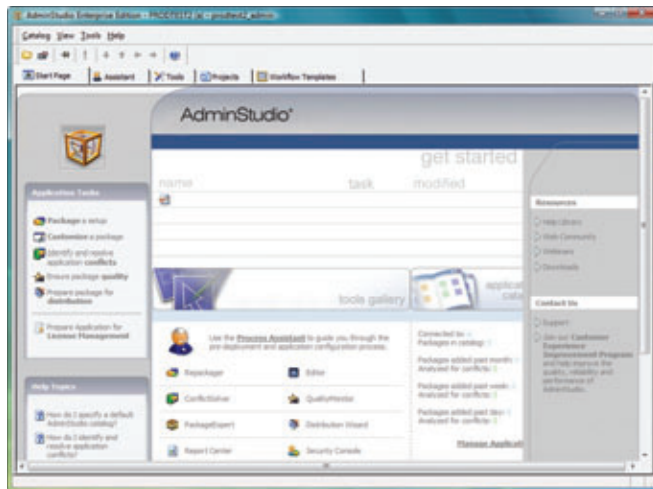 AdminStudio Enterprise Edition - PRODTEST2 (a) - prodtest2_admin
Catalog View Tools Help
Start Page
Assistant
Tools
Projects
Workflow Templates
AdminStudio
get started
name
task
modified
Application Tasks
Package a setup
Customize a package
Identify and resolve
application conflicts
Ensure package quality
Prepare package for
distribution
Prepare Application for
License Management
Help Topics
How do I specify a default
AdminStudio catalog?
How do I identify and
resolve application
conflicts?
tools gallery
applicat
cata
Use the Process Assistant to guide you through the
pre-deployment and application configuration process.
Repackager
Editor
ConflictSolver
QualityMonitor
PackageExpert
Distribution Wizard
Report Center
Security Console
Connected to:
Packages in catalog:
Packages added past month:
Analyzed for conflicts:
Packages added past week:
Analyzed for conflicts:
Packages added past day:
Analyzed for conflicts:
Manage Applicati
Resources
Help Library
Web Community
Webinars
Downloads
Contact Us
Support
Join our Customer
Experience
Improvement Program
and help improve the
quality, reliability and
performance of
AdminStudio.